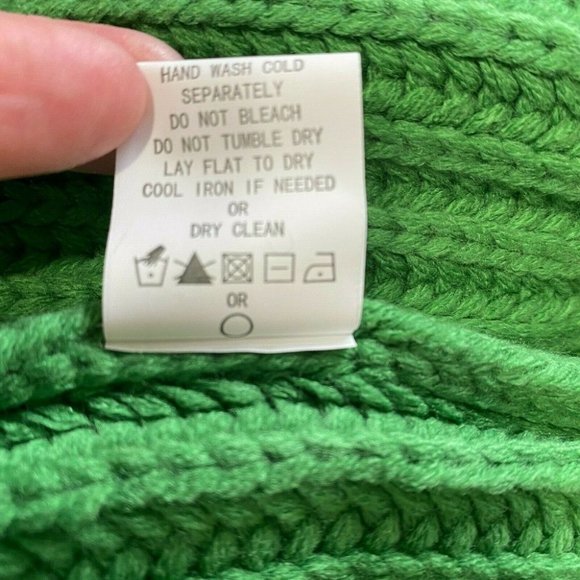 HAND WASH COLD
SEPARATELY
DO NOT BLEACH
DO NOT TUMBLE DRY
LAY FLAT TO DRY
COOL IRON IF NEEDED
OR
DRY CLEAN
OR